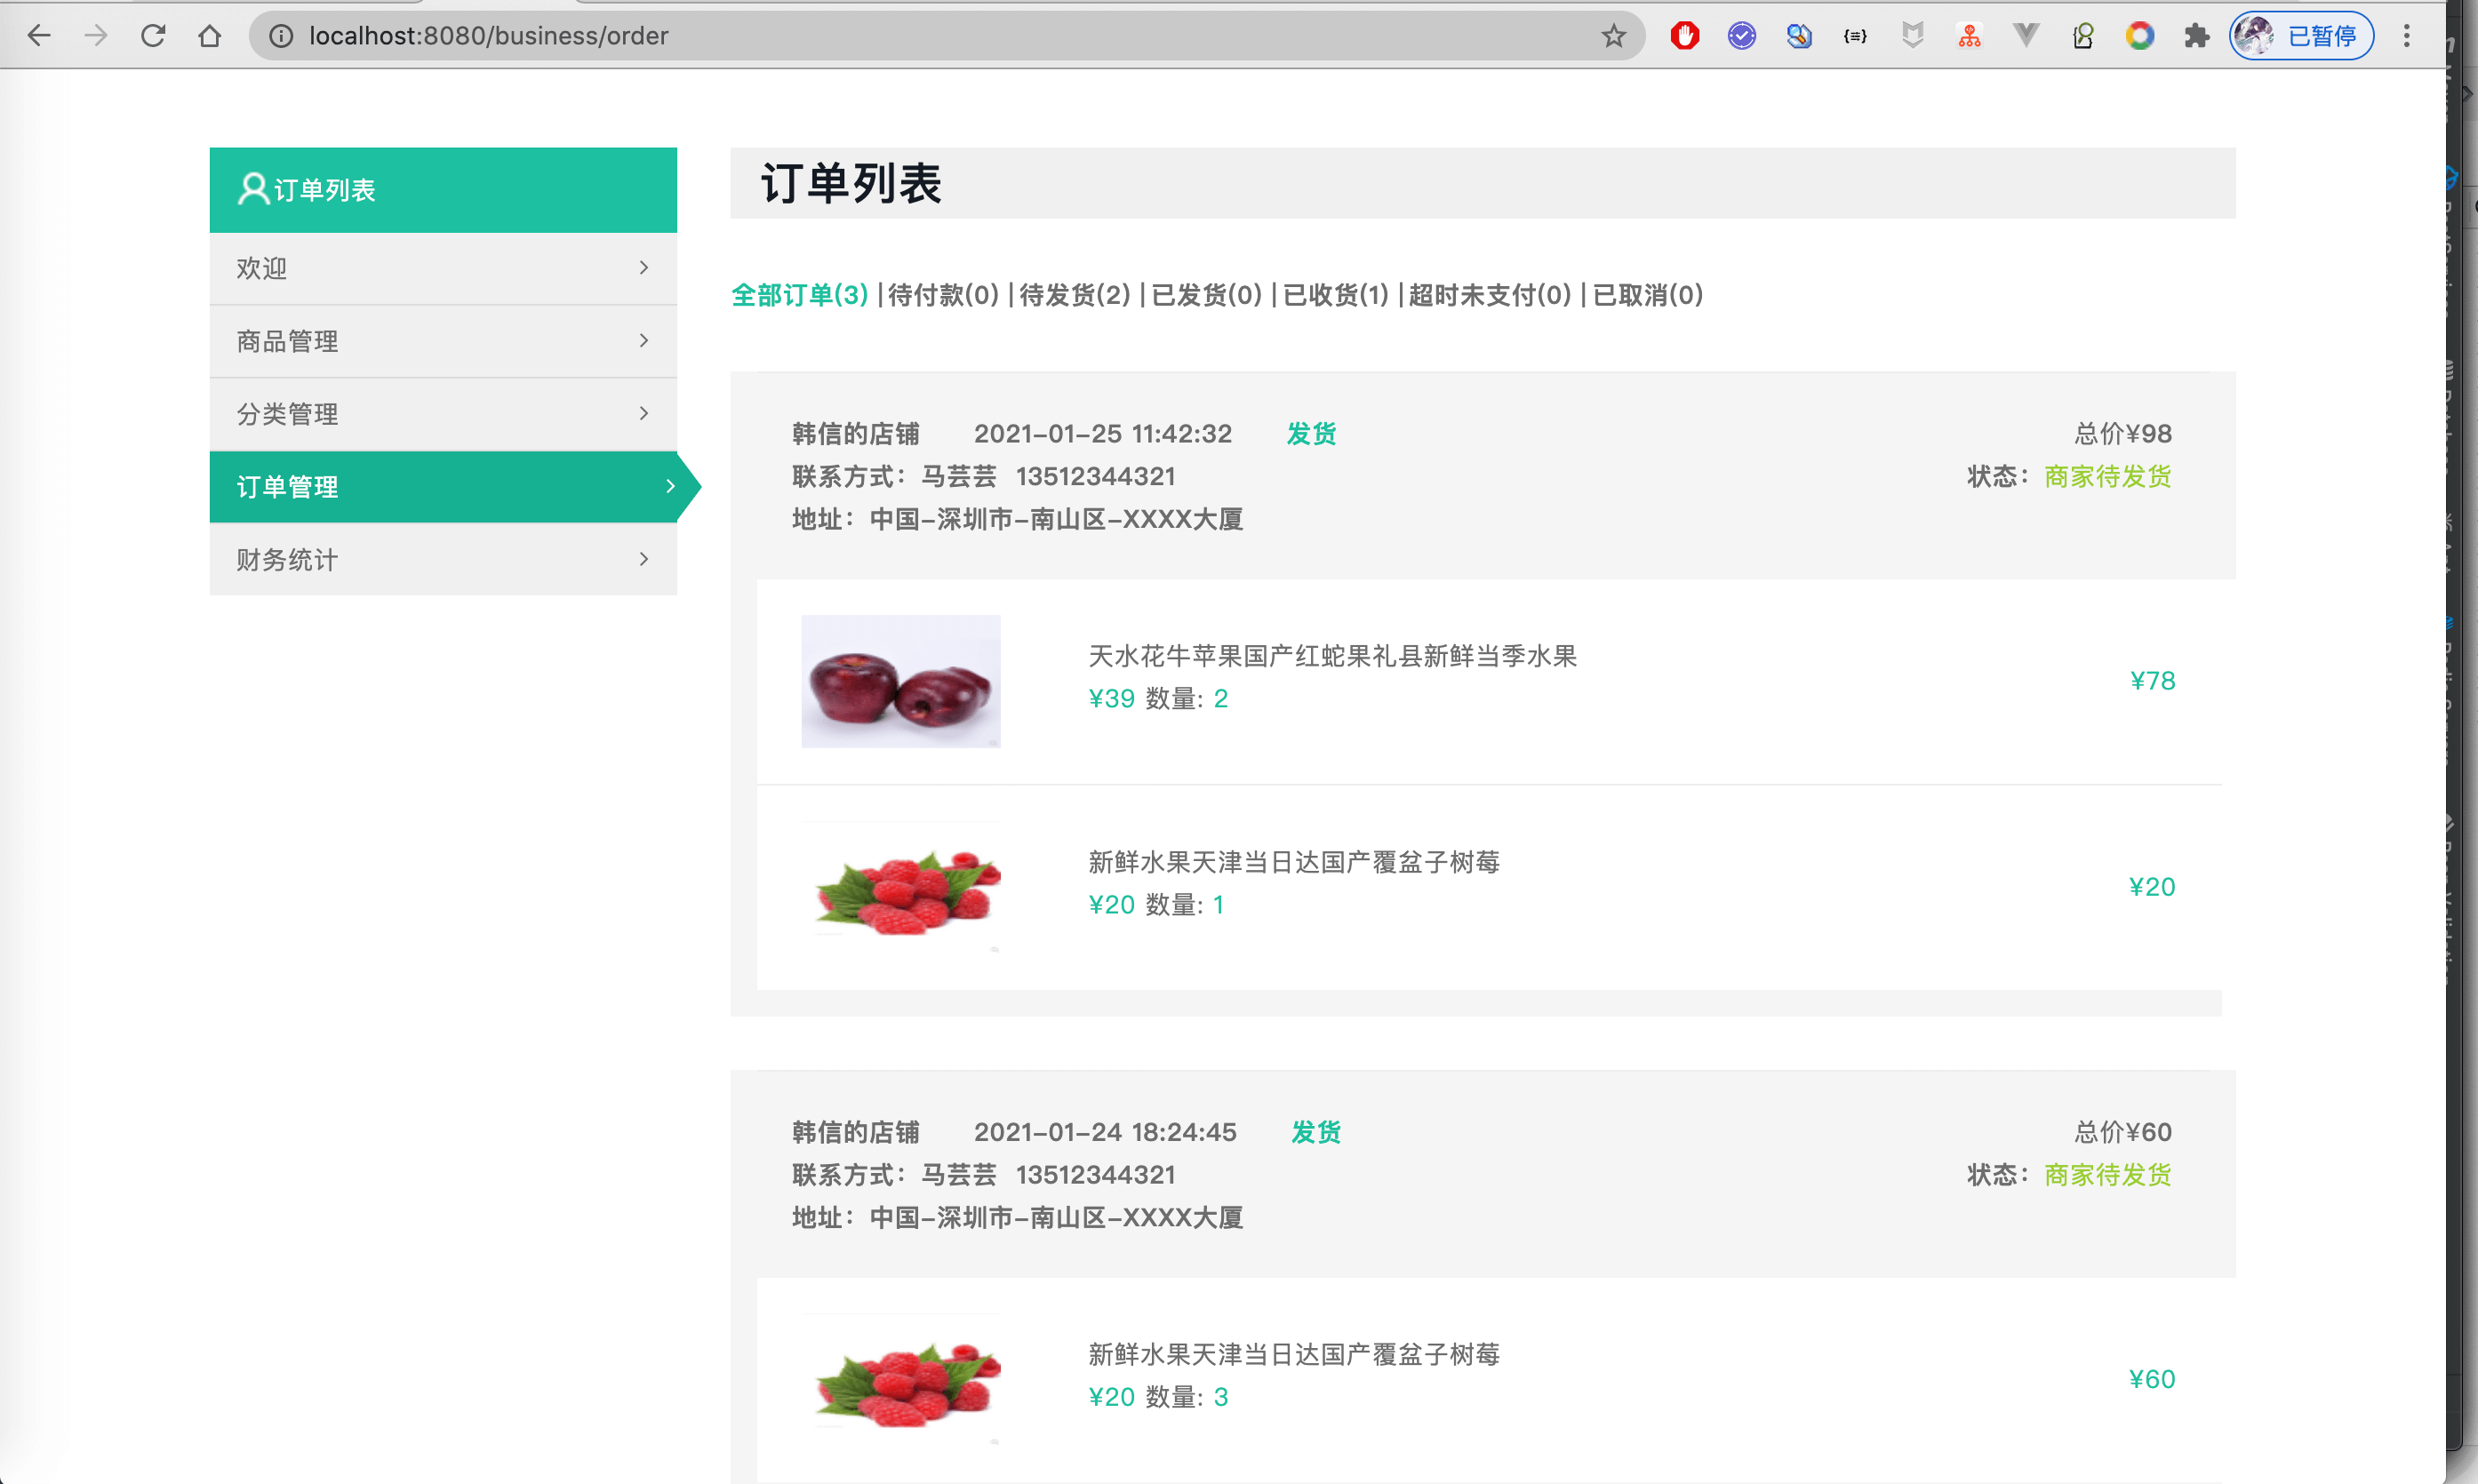 localhost:8080/business/order
已暂停
订单列表
欢迎
商品管理
分类管理
订单管理
财务统计
订单列表
全部订单(3) | 待付款(0) | 待发货(2) | 已发货(0) | 已收货(1) | 超时未支付(0) | 已取消(0)
韩信的店铺 2021-01-25 11:42:32 发货 总价¥98
联系方式：马芸芸 13512344321 状态：商家待发货
地址：中国-深圳市-南山区-XXXX大厦
天水花牛苹果国产红蛇果礼县新鲜当季水果
¥39 数量: 2
¥78
新鲜水果天津当日达国产覆盆子树莓
¥20 数量: 1
¥20
韩信的店铺 2021-01-24 18:24:45 发货 总价¥60
联系方式：马芸芸 13512344321 状态：商家待发货
地址：中国-深圳市-南山区-XXXX大厦
新鲜水果天津当日达国产覆盆子树莓
¥20 数量: 3
¥60